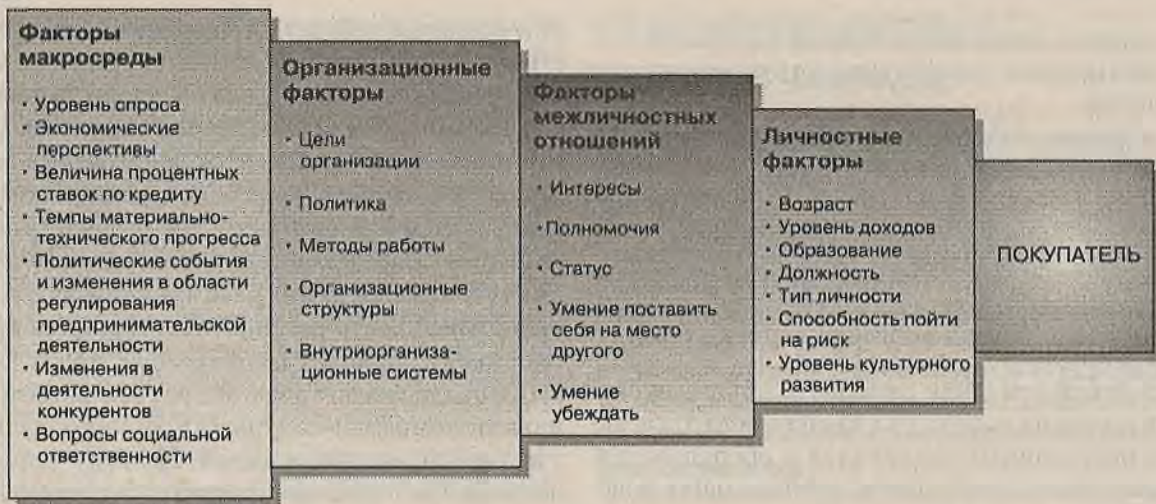 Факторы
макросреды
· Уровень спроса
· Экономические
перспективы
· Величина процентных
ставок по кредиту
· Темпы материально-
технического прогресса
· Политические события
и изменения в области
регулирования
предпринимательской
деятельности
· Изменения в
деятельности
конкурентов
· Вопросы социальной
ответственности
Организационные
факторы
· Цели
организации
· Политика
· Методы работы
· Организационные
структуры
· Внутриорганиза-
ционные системы
Факторы
межличностных
отношений
· Интересы
·Полномочия
· Статус
· Умение поставить
себя на место
другого
· Умение
убеждать
Личностные
факторы
· Возраст
· Уровень доходов
· Образование
· Должность
· Тип личности
· Способность пойти
на риск
· Уровень культурного
развития
ПОКУПАТЕЛЬ